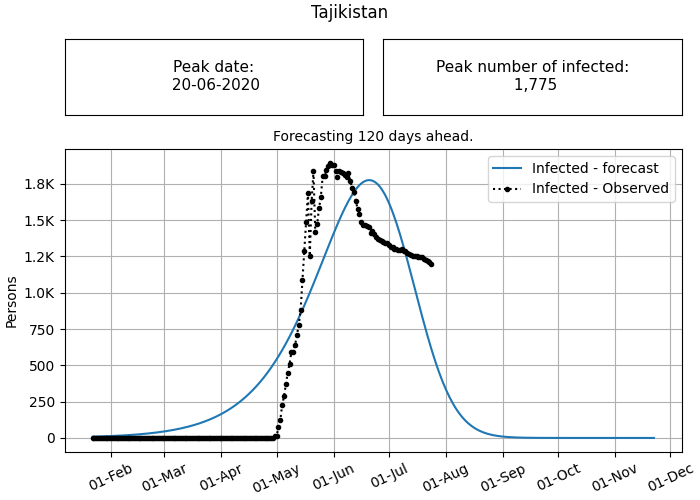 Tajikistan
Peak date:
20-06-2020
Peak number of infected:
1,775
Forecasting 120 days ahead.
Infected - forecast
Infected - Observed
Persons
1.8K
1.5K
1.2K
1.0K
750
500
250
0
01-Feb
01-Mar
01-Apr
01-May
01-Jun
01-Jul
01-Aug
01-Sep
01-Oct
01-Nov
01-Dec